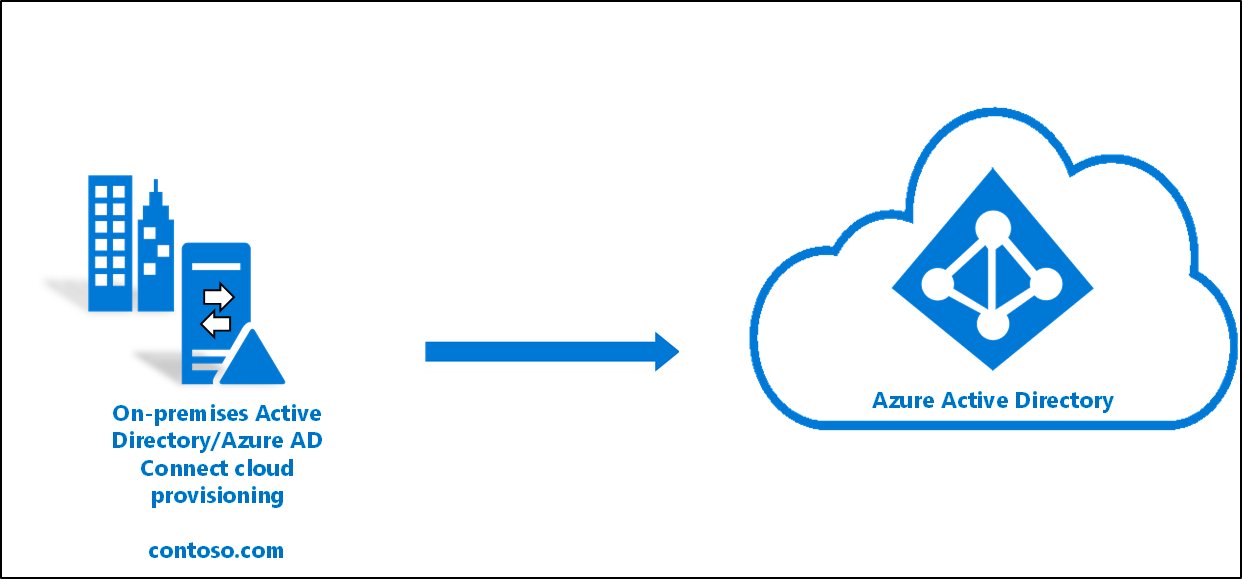 On-premises Active
Directory/Azure AD
Connect cloud
provisioning
contoso.com
Azure Active Directory